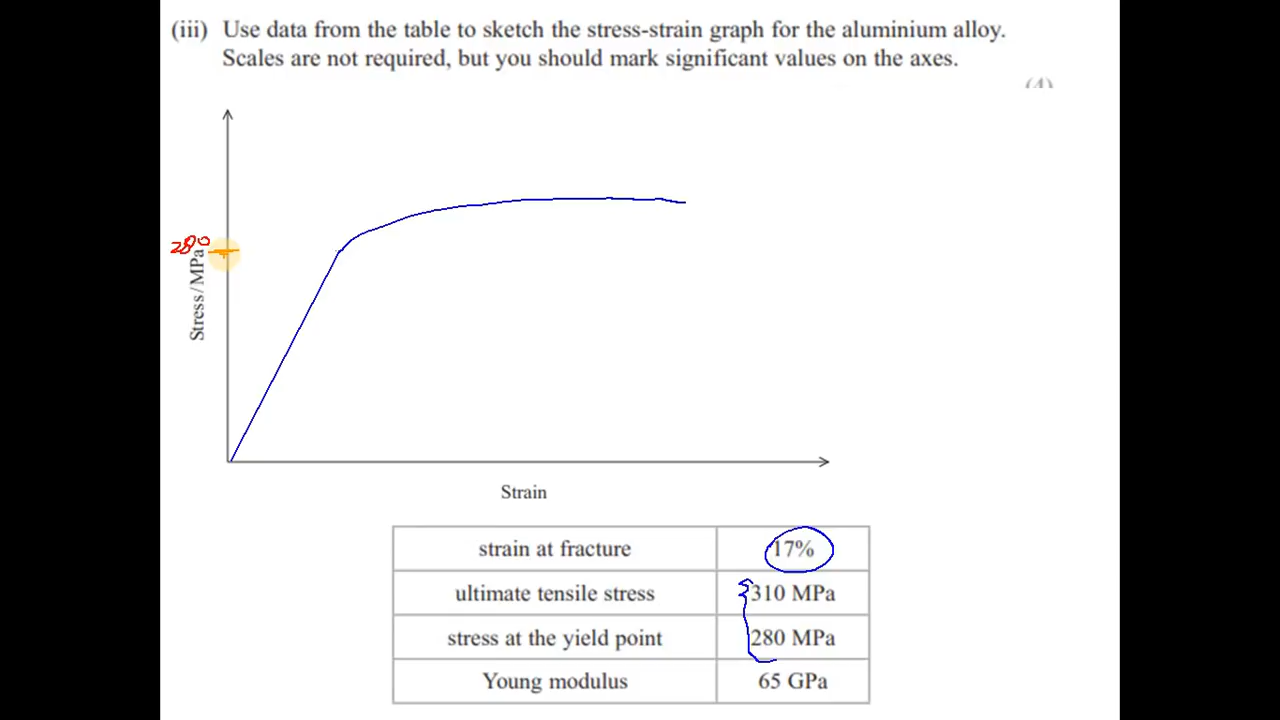 (iii) Use data from the table to sketch the stress-strain graph for the aluminium alloy.
Scales are not required, but you should mark significant values on the axes.
(4)
280
Stress/MPa
Strain
strain at fracture 17%
ultimate tensile stress 310 MPa
stress at the yield point 280 MPa
Young modulus 65 GPa